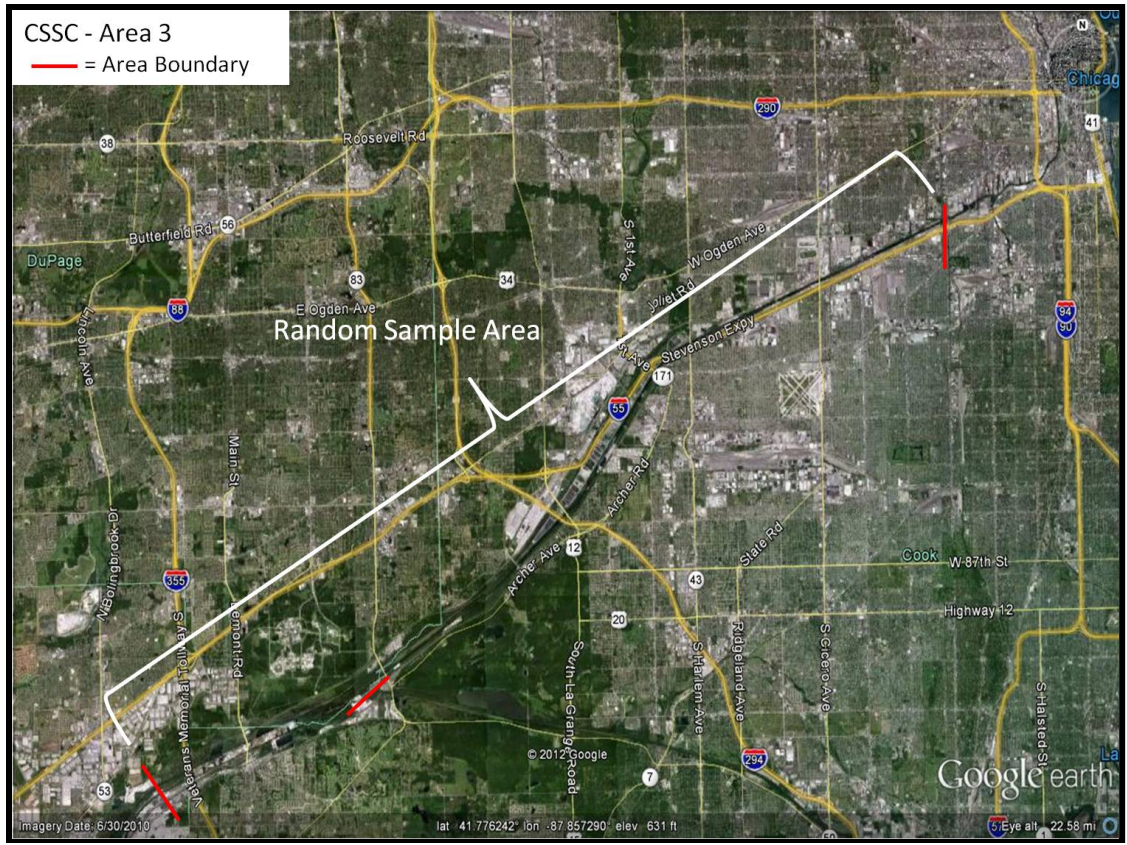 CSSC - Area 3
= Area Boundary
N
Chicag
290
41
38
Roosevelt Rd
56
Butterfield Rd
S 1st Ave
W Ogden Ave
DuPage
83
34
Joliet Rd
88
E Ogden Ave
94
90
Random Sample Area
Lincoln Ave
st Ave
Stevenson Expy
171
55
Main St
Archer Rd
N Bolingbrook Dr
State Rd
12
Archer Ave
Cook
W 87th St
355
43
Highway 12
20
emont Rd
Veterans Memorial Tollway S
South La Grange Road
S Harlem Ave
Ridgeland Ave
S Cicero Ave
S Halsted St
© 2012 Google
La
294
7
53
Google earth
Imagery Date: 6/30/2010
lat 41.776242° lon -87.857290° elev 631 ft
Eye alt 22.58 mi